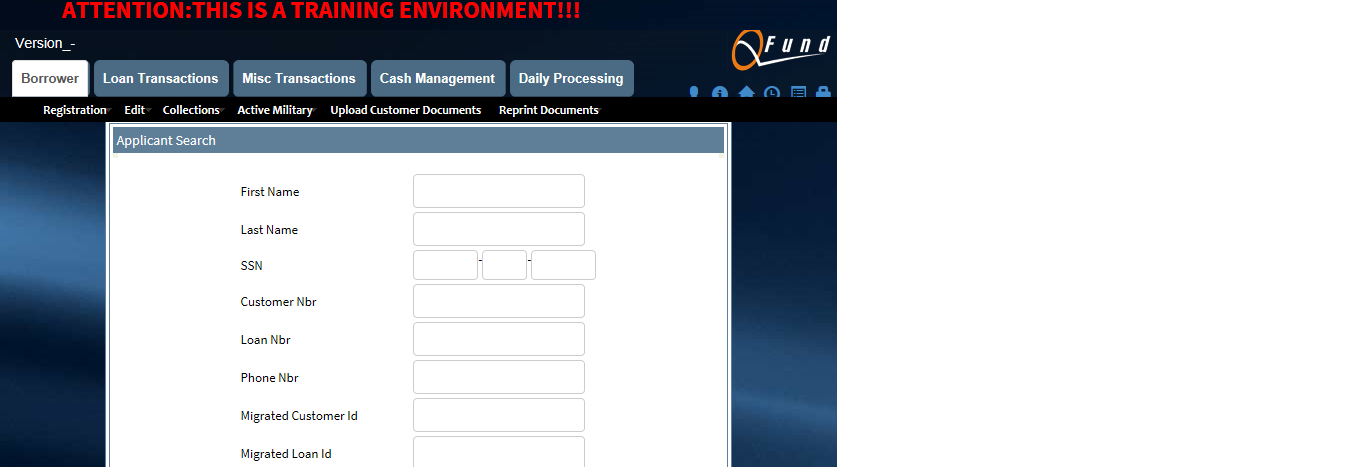 ATTENTION:THIS IS A TRAINING ENVIRONMENT!!!
Version_-
QFund
Borrower Loan Transactions Misc Transactions Cash Management Daily Processing
Registration Edit Collections Active Military Upload Customer Documents Reprint Documents
Applicant Search
First Name
Last Name
SSN - -
Customer Nbr
Loan Nbr
Phone Nbr
Migrated Customer Id
Migrated Loan Id